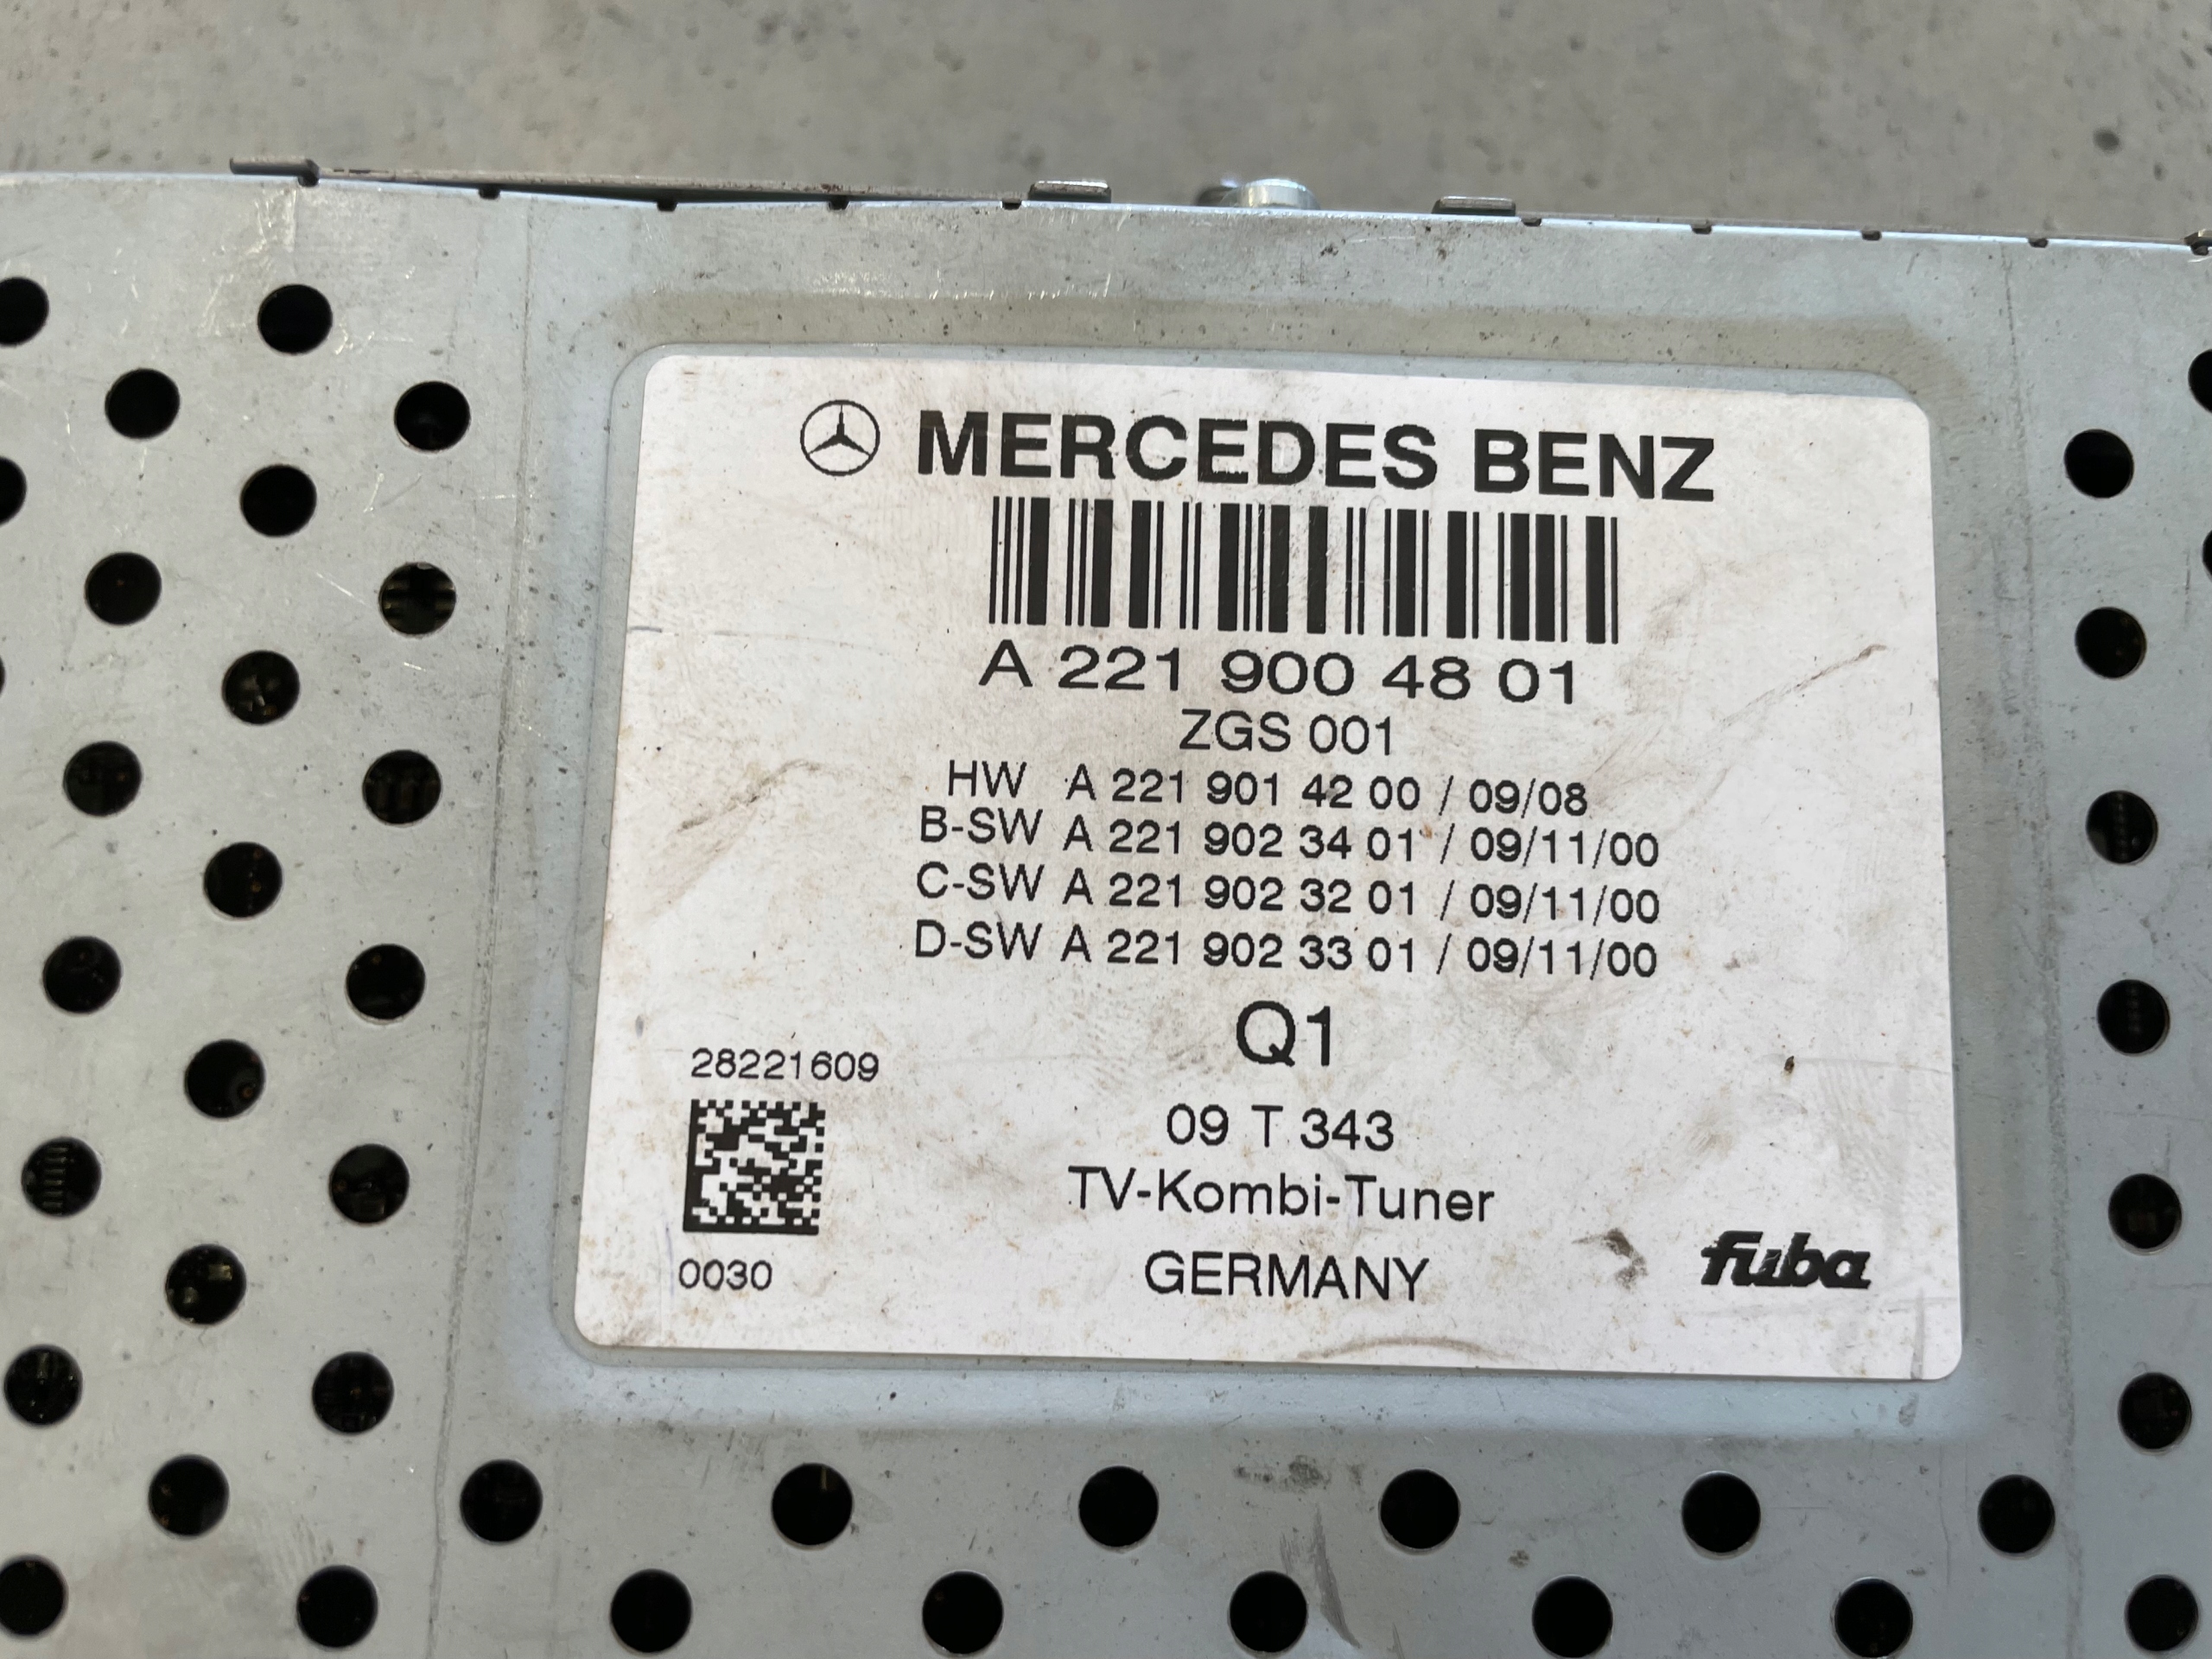 MERCEDES BENZ
A 221 900 48 01
ZGS 001
HW A 221 901 42 00 / 09/08
B-SW A 221 902 34 01 / 09/11/00
C-SW A 221 902 32 01 / 09/11/00
D-SW A 221 902 33 01 / 09/11/00
Q1
28221609
09 T 343
TV-Kombi-Tuner
0030
GERMANY
fuba